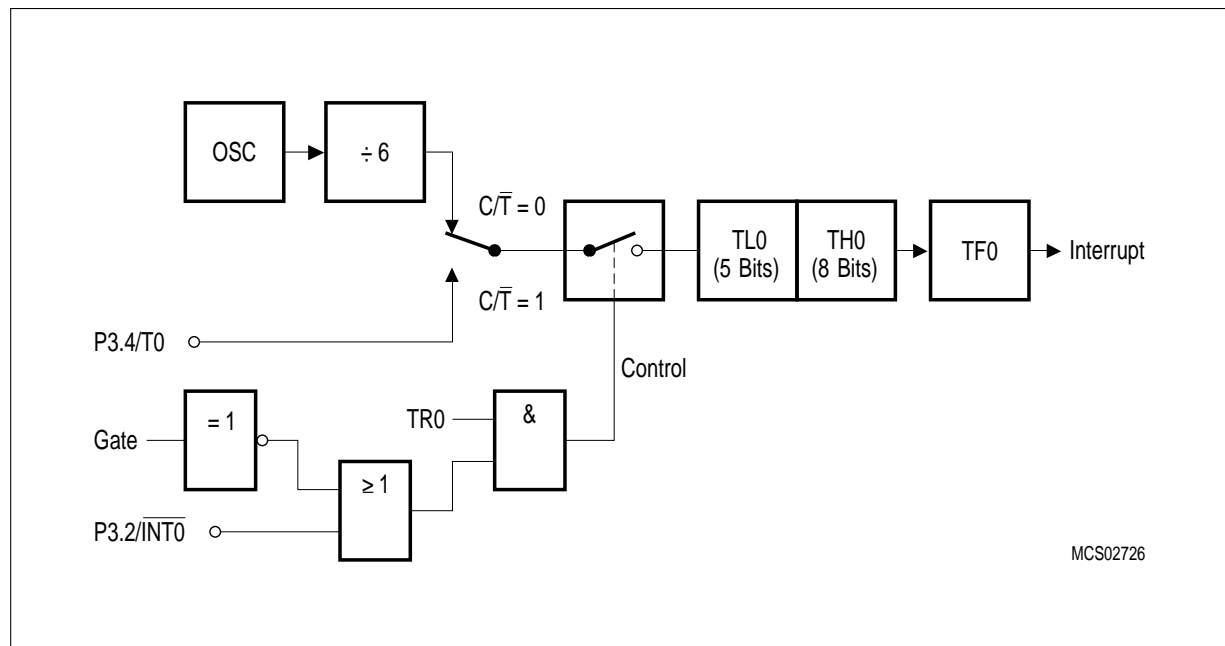 OSC
÷ 6
C/T̅ = 0
TL0
(5 Bits)
TH0
(8 Bits)
TF0
Interrupt
C/T̅ = 1
P3.4/T0
Control
TR0
&
= 1
Gate
≥ 1
P3.2/I̅N̅T̅0̅
MCS02726